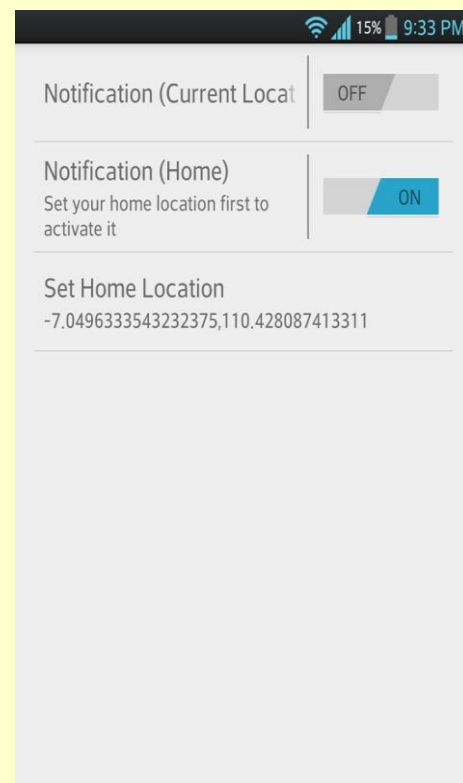 15% 9:33 PM
Notification (Current Locat
OFF
Notification (Home)
Set your home location first to
activate it
ON
Set Home Location
-7.0496333543232375,110.428087413311